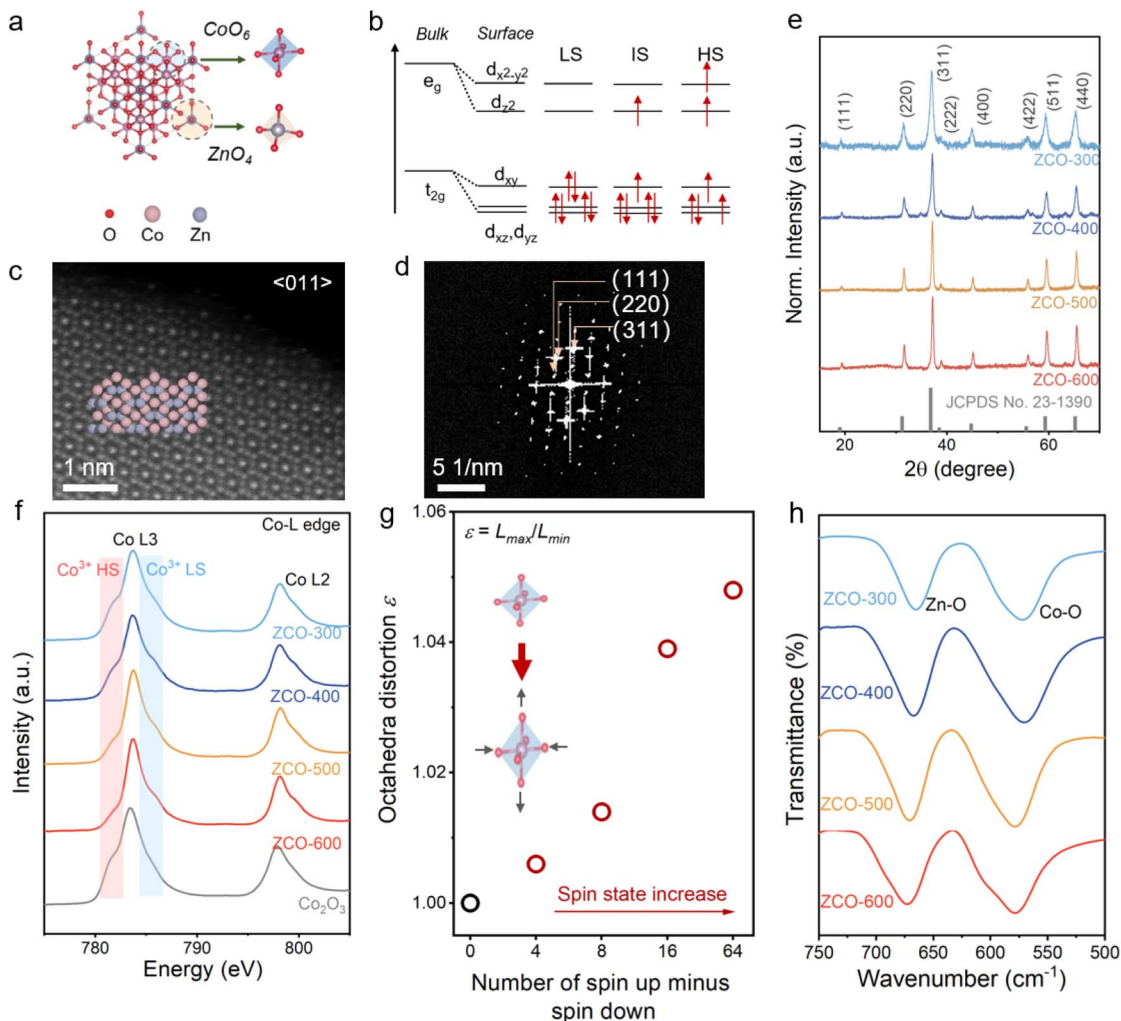 a
CoO6
ZnO4
O Co Zn
b
Bulk Surface LS IS HS
eg
dx2-y2
dz2
t2g
dxy
dxz,dyz
c
<011>
1 nm
d
(111)
(220)
(311)
5 1/nm
e
Norm. Intensity (a.u.)
(111)
(220)
(311)
(222)
(400)
(422)
(511)
(440)
ZCO-300
ZCO-400
ZCO-500
ZCO-600
JCPDS No. 23-1390
20 40 60
2θ (degree)
f
Intensity (a.u.)
Co-L edge
Co L3
Co3+ HS
Co3+ LS
Co L2
ZCO-300
ZCO-400
ZCO-500
ZCO-600
Co2O3
780 790 800
Energy (eV)
g
Octahedra distortion ε
1.06
1.04
1.02
1.00
ε = Lmax/Lmin
Spin state increase
0 4 8 16 64
Number of spin up minus
spin down
h
Transmittance (%)
ZCO-300
Zn-O
Co-O
ZCO-400
ZCO-500
ZCO-600
750 700 650 600 550 500
Wavenumber (cm-1)